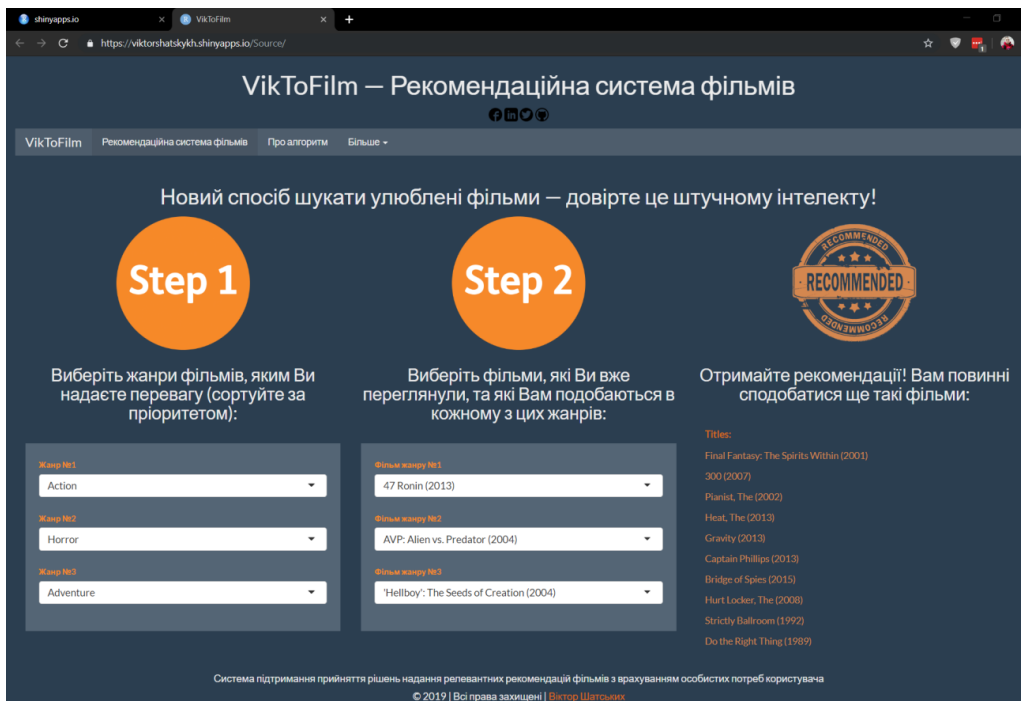 shinyapps.io
VikToFilm
https://viktorshatskykh.shinyapps.io/Source/
VikToFilm — Рекомендаційна система фільмів
VikToFilm Рекомендаційна система фільмів Про алгоритм Більше
Новий спосіб шукати улюблені фільми — довірте це штучному інтелекту!
Step 1
Виберіть жанри фільмів, яким Ви
надаєте перевагу (сортуйте за
пріоритетом):
Жанр №1
Action
Жанр №2
Horror
Жанр №3
Adventure
Step 2
Виберіть фільми, які Ви вже
переглянули, та які Вам подобаються в
кожному з цих жанрів:
Фільм жанру №1
47 Ronin (2013)
Фільм жанру №2
AVP: Alien vs. Predator (2004)
Фільм жанру №3
'Hellboy': The Seeds of Creation (2004)
RECOMMENDED
RECOMMENDED
RECOMMENDED
Отримайте рекомендації! Вам повинні
сподобатися ще такі фільми:
Titles:
Final Fantasy: The Spirits Within (2001)
300 (2007)
Pianist, The (2002)
Heat, The (2013)
Gravity (2013)
Captain Phillips (2013)
Bridge of Spies (2015)
Hurt Locker, The (2008)
Strictly Ballroom (1992)
Do the Right Thing (1989)
Система підтримання прийняття рішень надання релевантних рекомендацій фільмів з врахуванням особистих потреб користувача
© 2019 | Всі права захищені | Віктор Шатських